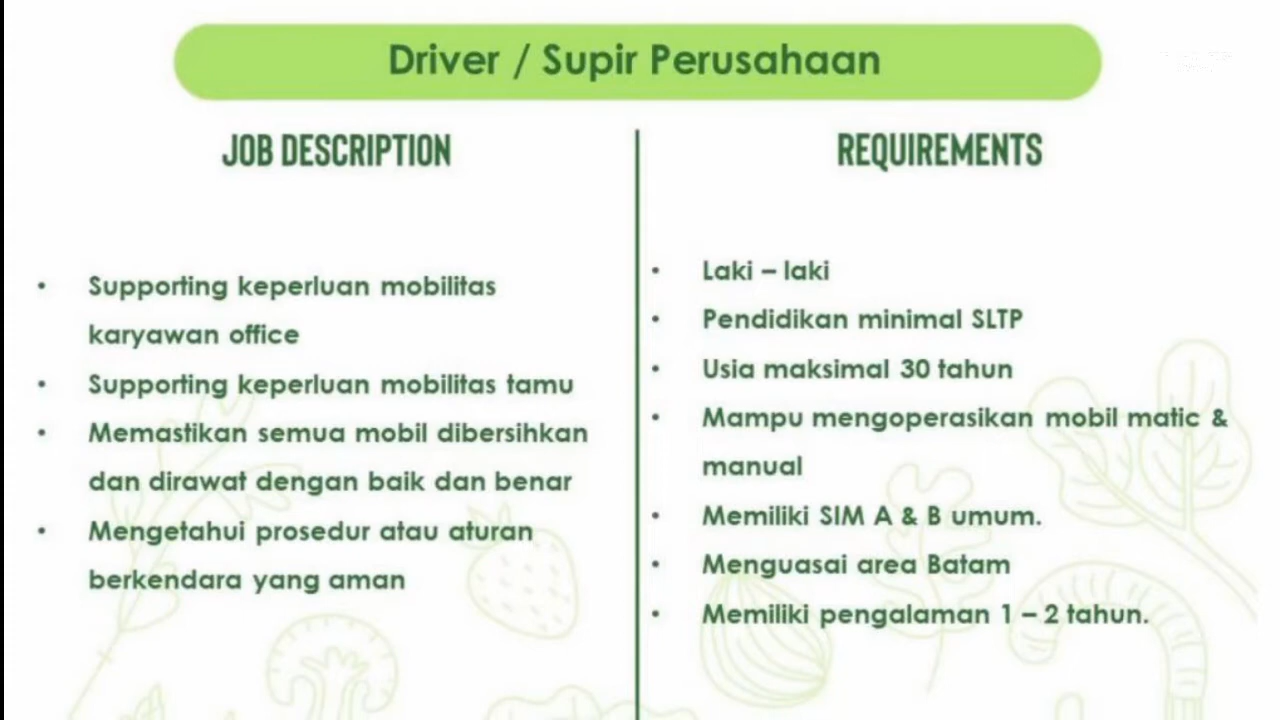 Driver / Supir Perusahaan
JOB DESCRIPTION
• Supporting keperluan mobilitas
karyawan office
• Supporting keperluan mobilitas tamu
• Memastikan semua mobil dibersihkan
dan dirawat dengan baik dan benar
• Mengetahui prosedur atau aturan
berkendara yang aman
REQUIREMENTS
• Laki – laki
• Pendidikan minimal SLTP
• Usia maksimal 30 tahun
• Mampu mengoperasikan mobil matic &
manual
• Memiliki SIM A & B umum.
• Menguasai area Batam
• Memiliki pengalaman 1 – 2 tahun.